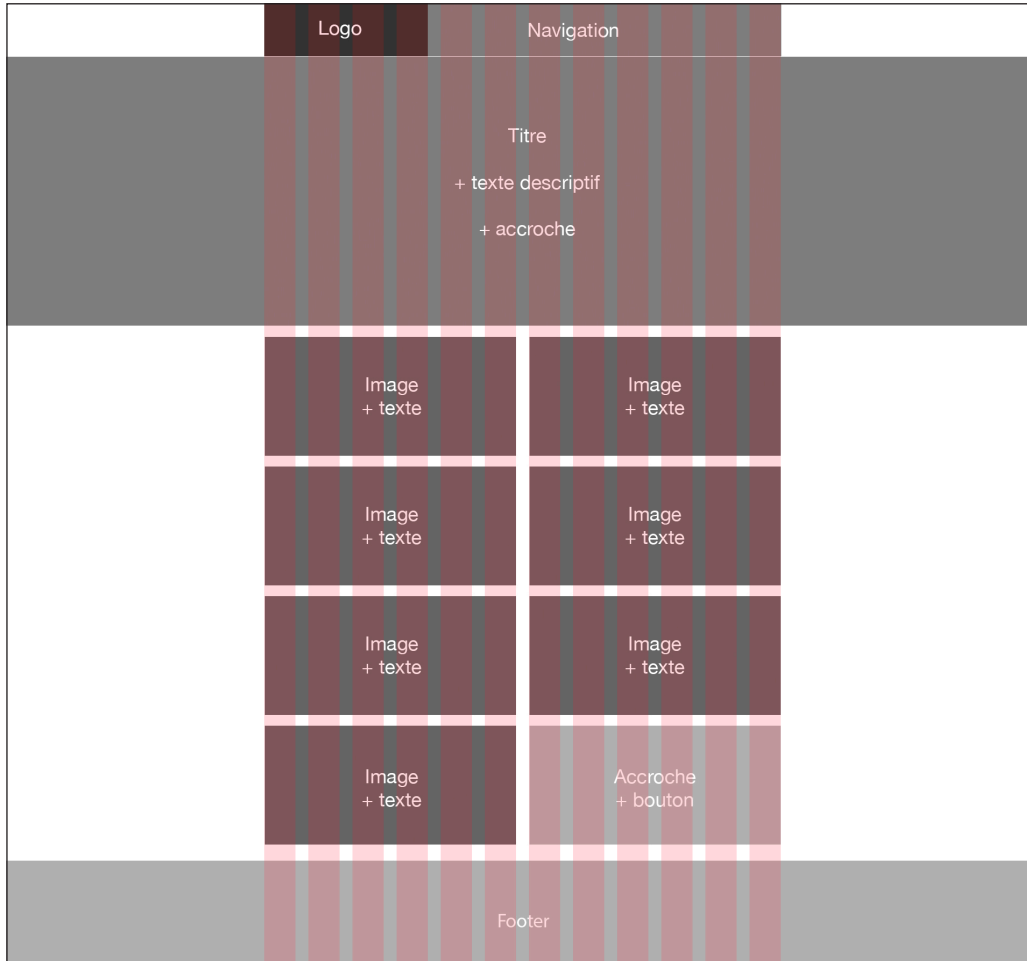 Logo
Navigation
Titre
+ texte descriptif
+ accroche
Image
+ texte
Image
+ texte
Image
+ texte
Image
+ texte
Image
+ texte
Image
+ texte
Image
+ texte
Accroche
+ bouton
Footer